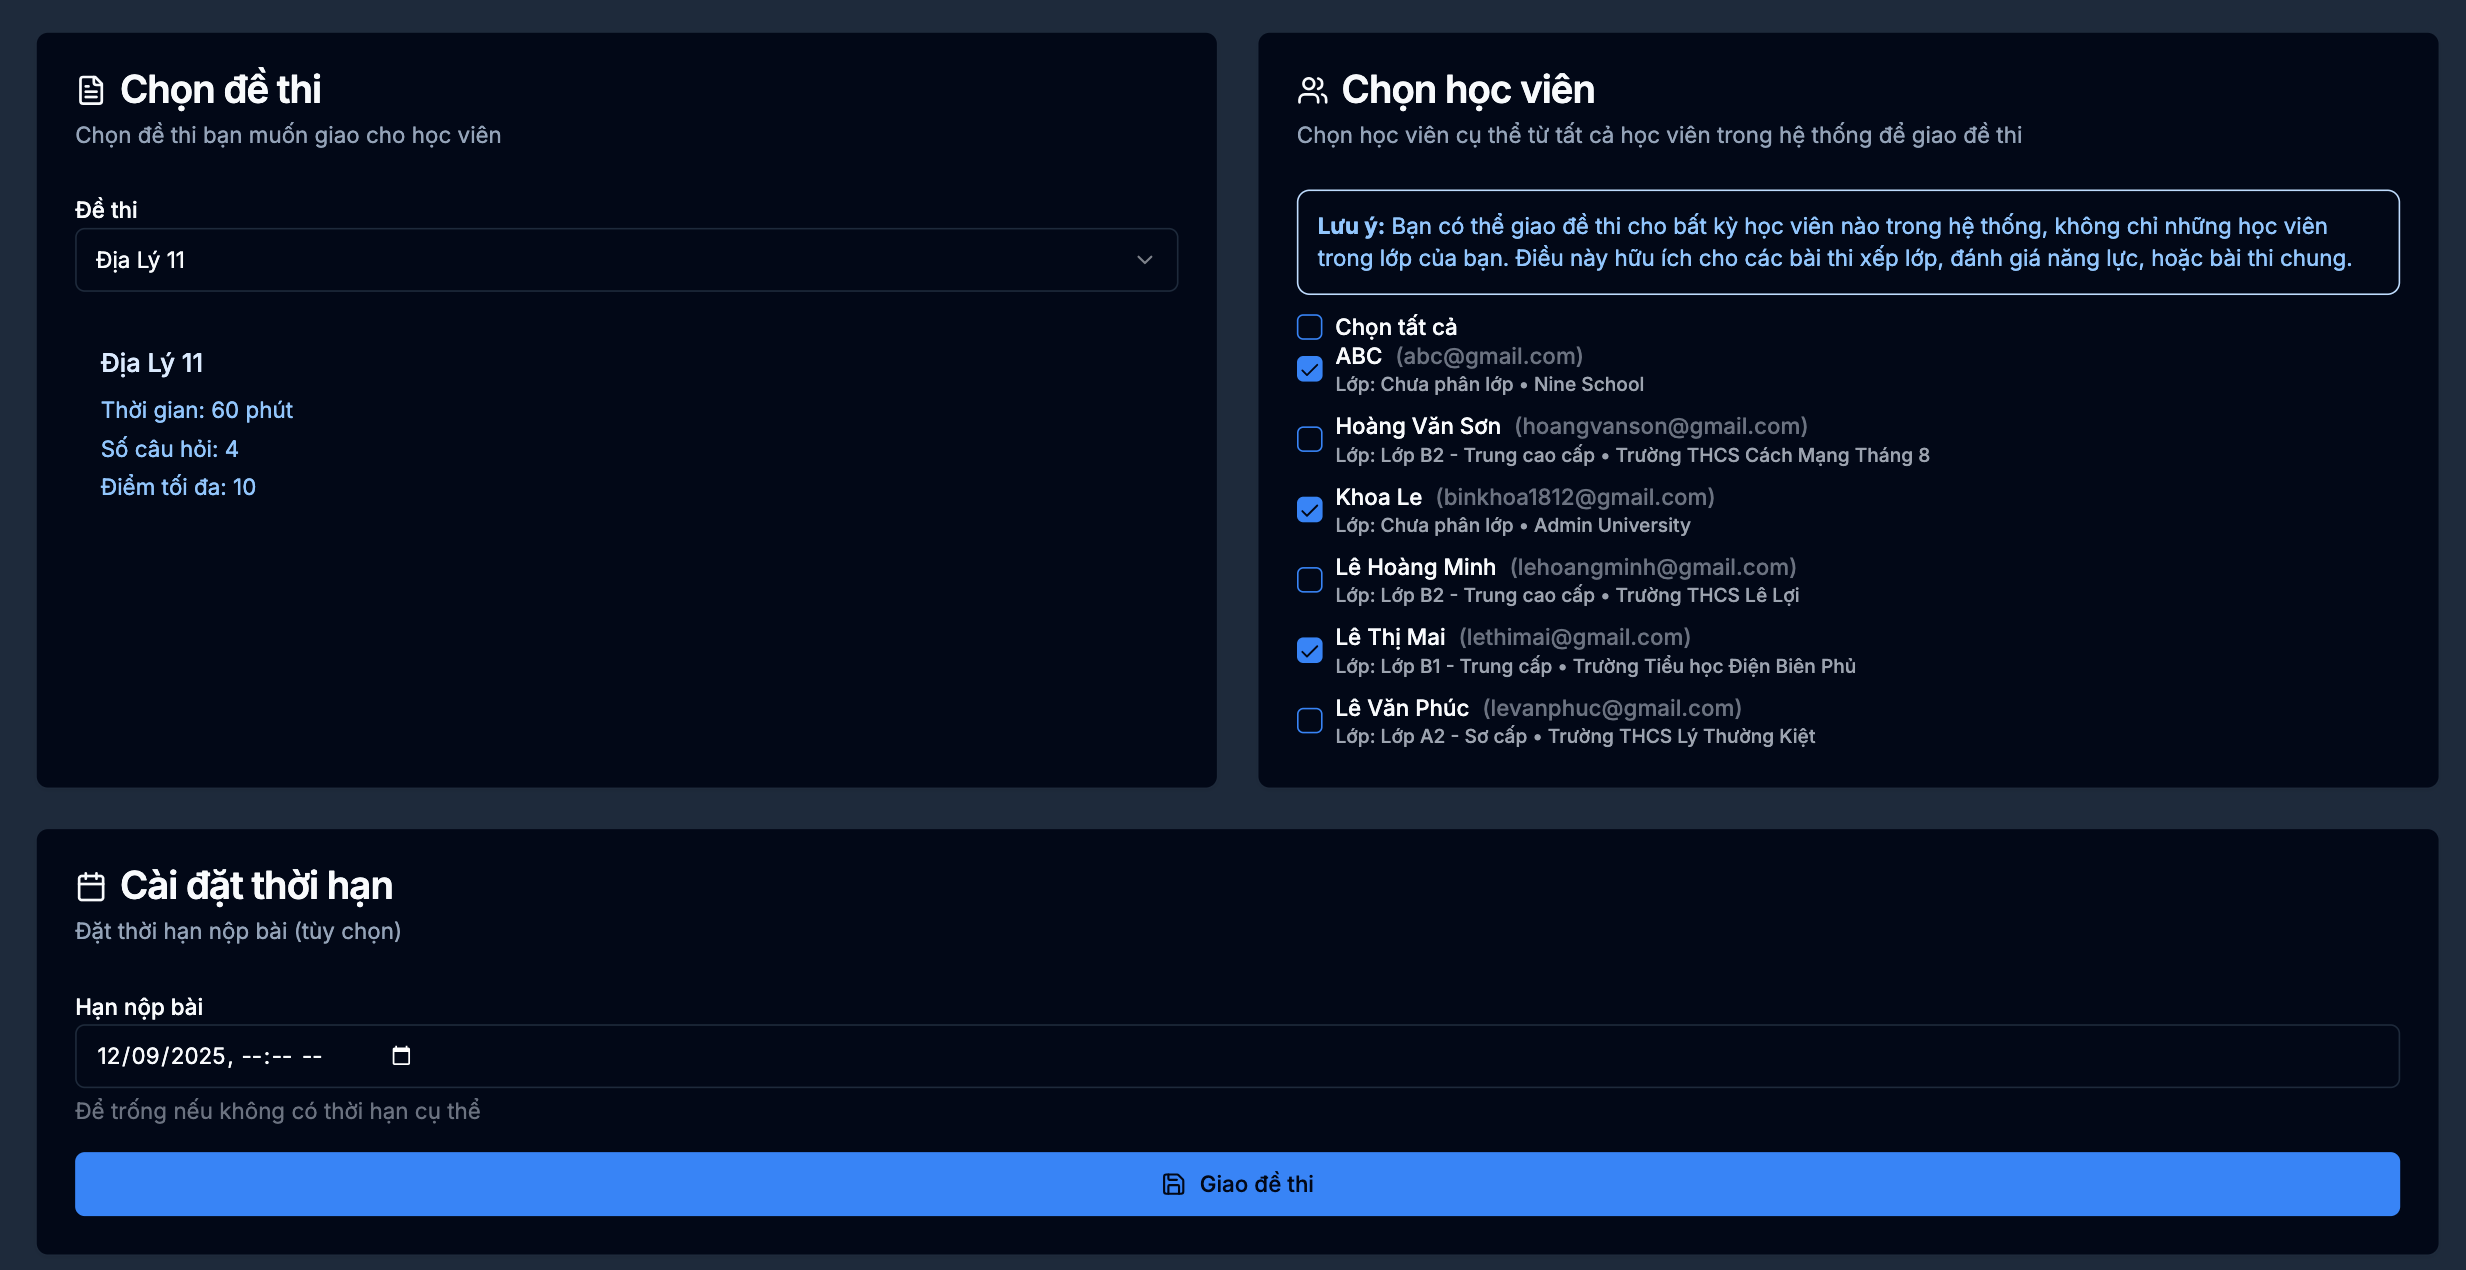 Chọn đề thi
Chọn đề thi bạn muốn giao cho học viên
Đề thi
Địa Lý 11
Địa Lý 11
Thời gian: 60 phút
Số câu hỏi: 4
Điểm tối đa: 10
Chọn học viên
Chọn học viên cụ thể từ tất cả học viên trong hệ thống để giao đề thi
Lưu ý: Bạn có thể giao đề thi cho bất kỳ học viên nào trong hệ thống, không chỉ những học viên
trong lớp của bạn. Điều này hữu ích cho các bài thi xếp lớp, đánh giá năng lực, hoặc bài thi chung.
Chọn tất cả
ABC (abc@gmail.com)
Lớp: Chưa phân lớp • Nine School
Hoàng Văn Sơn (hoangvanson@gmail.com)
Lớp: Lớp B2 - Trung cao cấp • Trường THCS Cách Mạng Tháng 8
Khoa Le (binkhoa1812@gmail.com)
Lớp: Chưa phân lớp • Admin University
Lê Hoàng Minh (lehoangminh@gmail.com)
Lớp: Lớp B2 - Trung cao cấp • Trường THCS Lê Lợi
Lê Thị Mai (lethimai@gmail.com)
Lớp: Lớp B1 - Trung cấp • Trường Tiểu học Điện Biên Phủ
Lê Văn Phúc (levanphuc@gmail.com)
Lớp: Lớp A2 - Sơ cấp • Trường THCS Lý Thường Kiệt
Cài đặt thời hạn
Đặt thời hạn nộp bài (tùy chọn)
Hạn nộp bài
12/09/2025, --:-- --
Để trống nếu không có thời hạn cụ thể
Giao đề thi